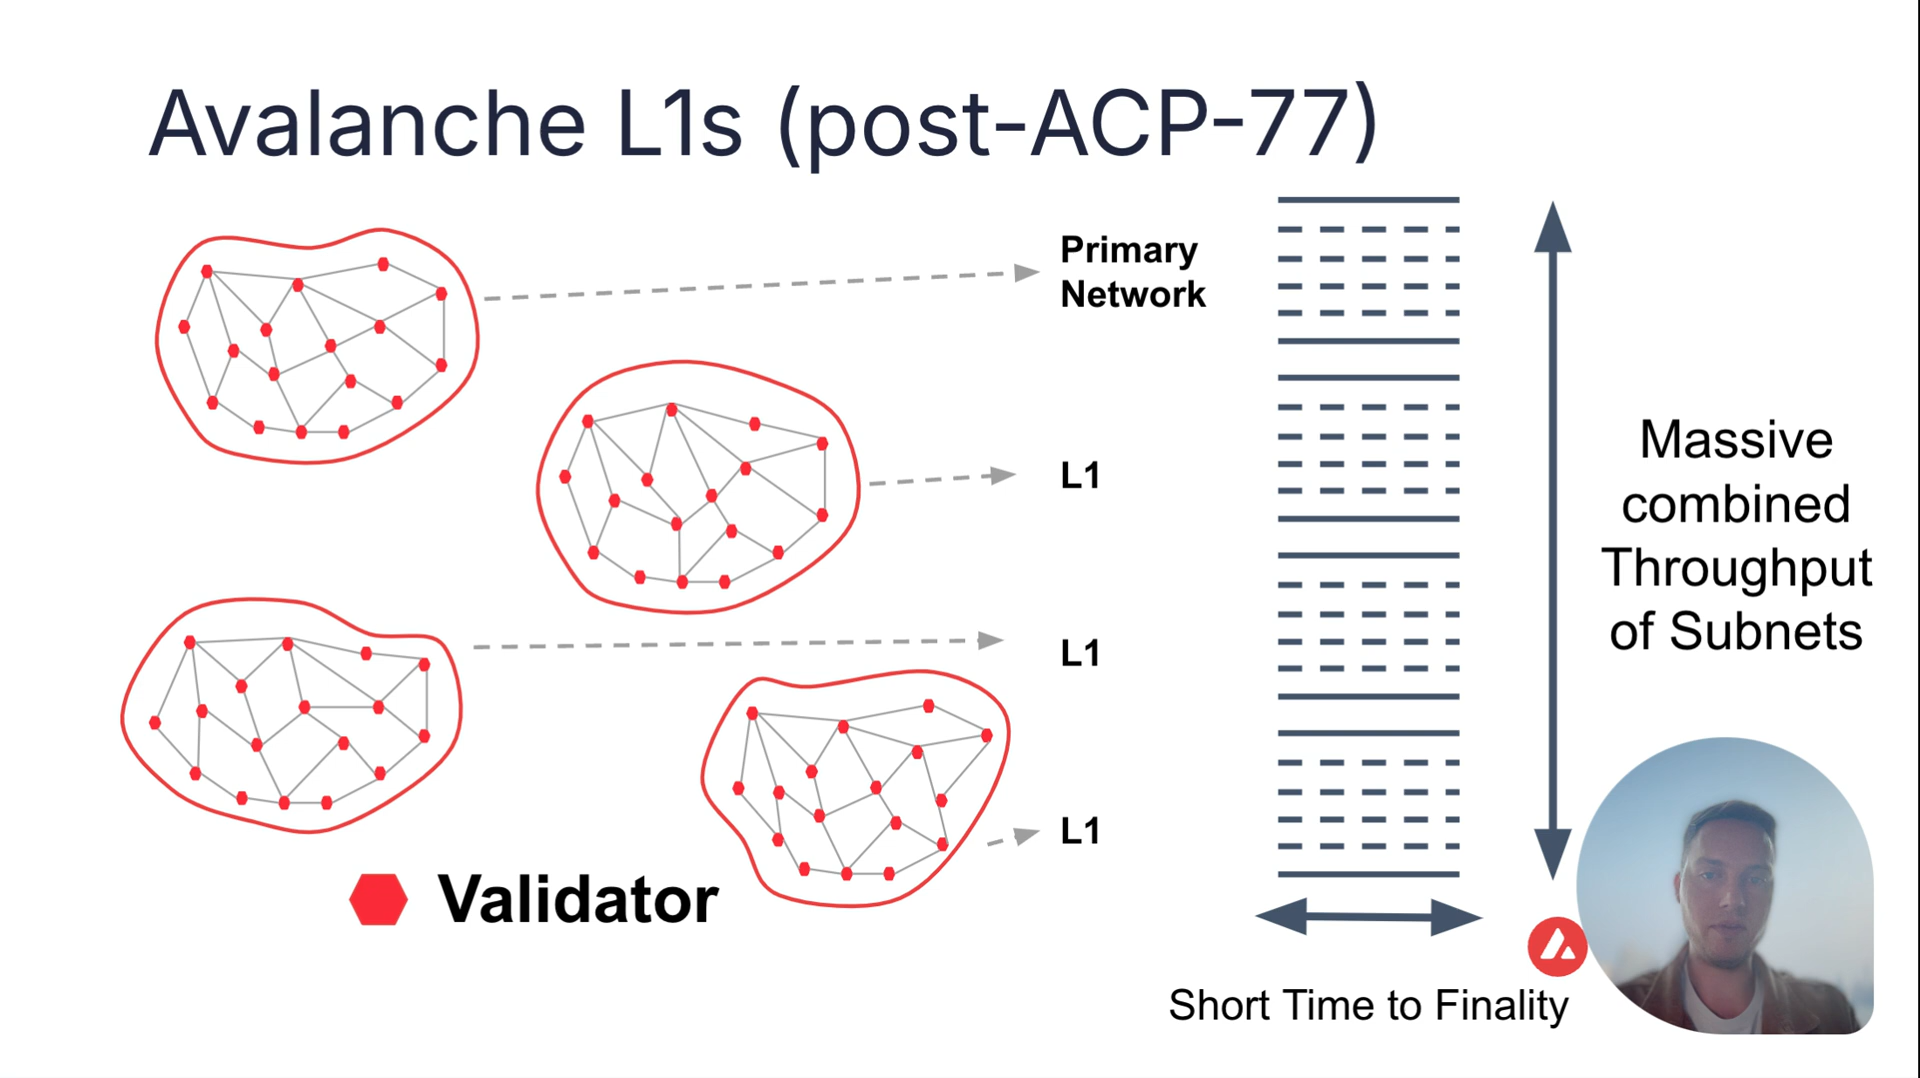 Avalanche L1s (post-ACP-77)
Primary
Network
L1
L1
L1
Validator
Massive
combined
Throughput
of Subnets
Short Time to Finality